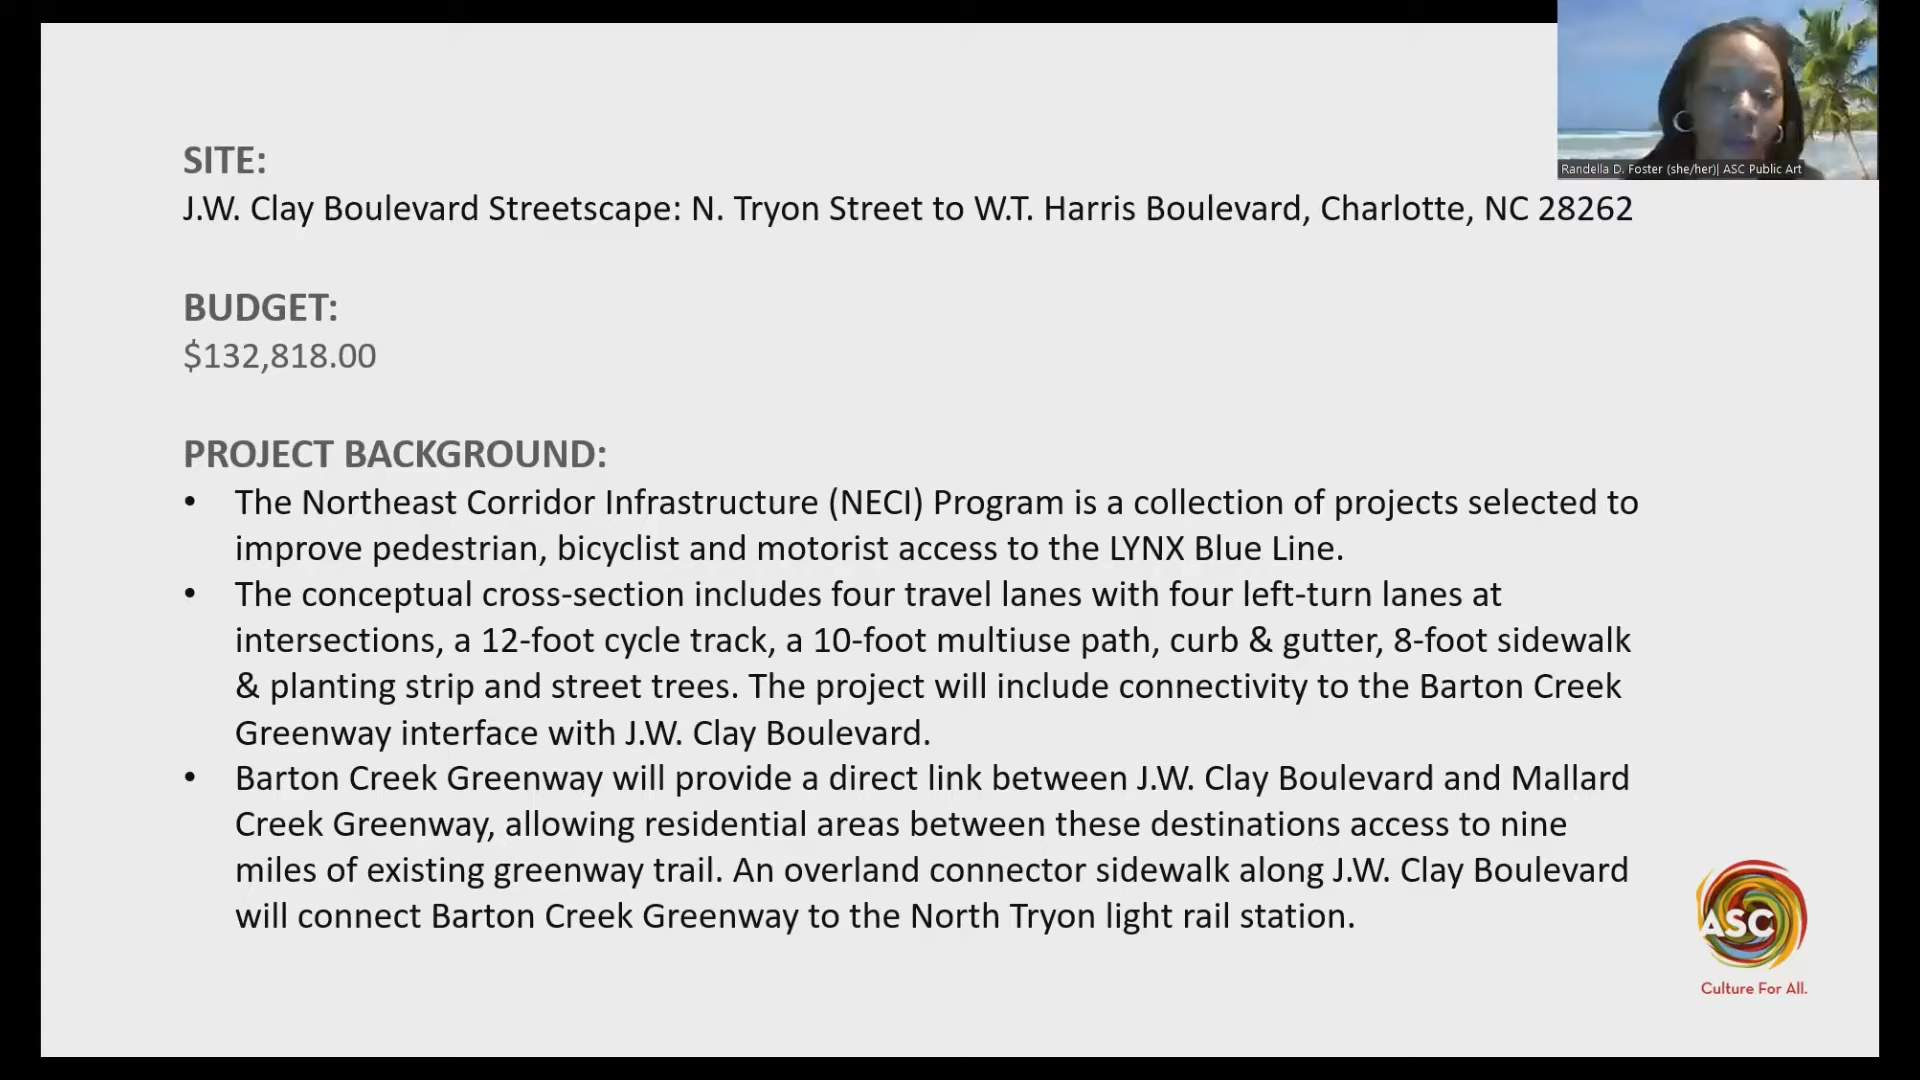 Randella D. Foster (she/her)| ASC Public Art
SITE:
J.W. Clay Boulevard Streetscape: N. Tryon Street to W.T. Harris Boulevard, Charlotte, NC 28262
BUDGET:
$132,818.00
PROJECT BACKGROUND:
• The Northeast Corridor Infrastructure (NECI) Program is a collection of projects selected to
improve pedestrian, bicyclist and motorist access to the LYNX Blue Line.
• The conceptual cross-section includes four travel lanes with four left-turn lanes at
intersections, a 12-foot cycle track, a 10-foot multiuse path, curb & gutter, 8-foot sidewalk
& planting strip and street trees. The project will include connectivity to the Barton Creek
Greenway interface with J.W. Clay Boulevard.
• Barton Creek Greenway will provide a direct link between J.W. Clay Boulevard and Mallard
Creek Greenway, allowing residential areas between these destinations access to nine
miles of existing greenway trail. An overland connector sidewalk along J.W. Clay Boulevard
will connect Barton Creek Greenway to the North Tryon light rail station.
ASC
Culture For All.